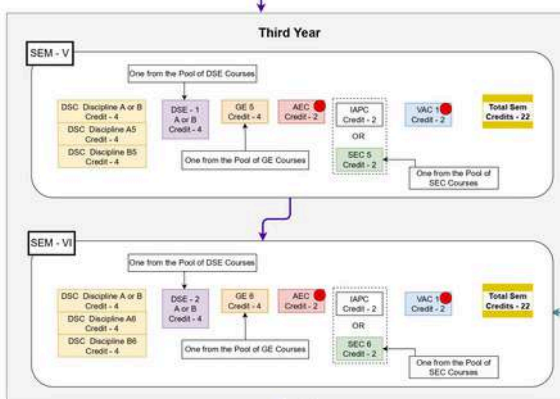 Third Year
SEM - V
One from the Pool of DSE Courses
DSC Discipline A or B
Credit - 4
DSC Discipline A5
Credit - 4
DSC Discipline B5
Credit - 4
DSE - 1
A or B
Credit - 4
GE 5
Credit - 4
AEC
Credit - 2
IAPC
Credit - 2
OR
SEC 5
Credit - 2
VAC 1
Credit - 2
Total Sem
Credits - 22
One from the Pool of GE Courses
One from the Pool of
SEC Courses
SEM - VI
One from the Pool of DSE Courses
DSC Discipline A or B
Credit - 4
DSC Discipline A6
Credit - 4
DSC Discipline B6
Credit - 4
DSE - 2
A or B
Credit - 4
GE 6
Credit - 4
AEC
Credit - 2
IAPC
Credit - 2
OR
SEC 6
Credit - 2
VAC 1
Credit - 2
Total Sem
Credits - 22
One from the Pool of GE Courses
One from the Pool of
SEC Courses